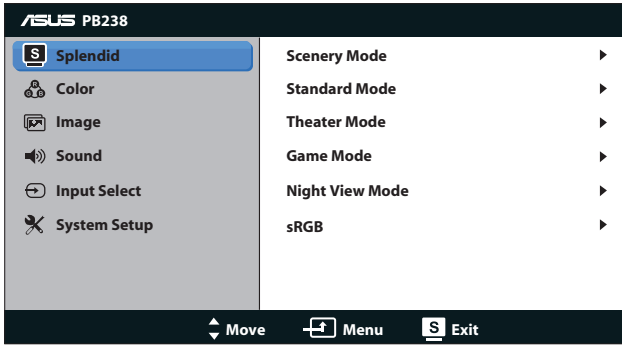 ASUS PB238
S Splendid
Color
Image
Sound
Input Select
System Setup
Scenery Mode
Standard Mode
Theater Mode
Game Mode
Night View Mode
sRGB
Move
Menu
S Exit